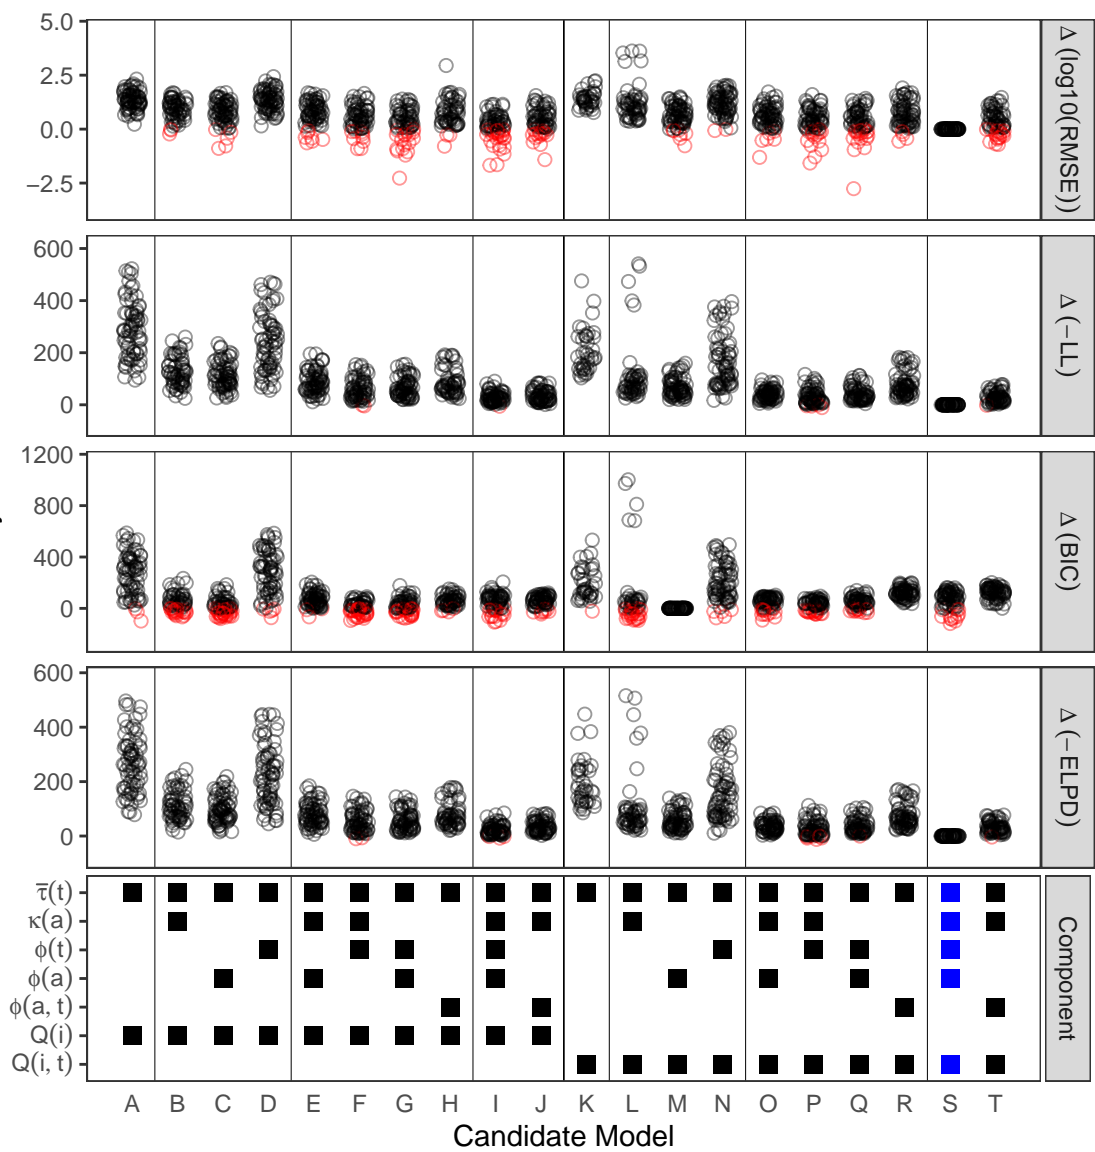 5.0
2.5
0.0
−2.5
Δ (log10(RMSE))
600
400
200
0
Δ (−LL)
1200
800
400
0
Δ (BIC)
600
400
200
0
Δ (−ELPD)
τ̅(t)
κ(a)
ϕ(t)
ϕ(a)
ϕ(a, t)
Q(i)
Q(i, t)
Component
A B C D E F G H I J K L M N O P Q R S T
Candidate Model